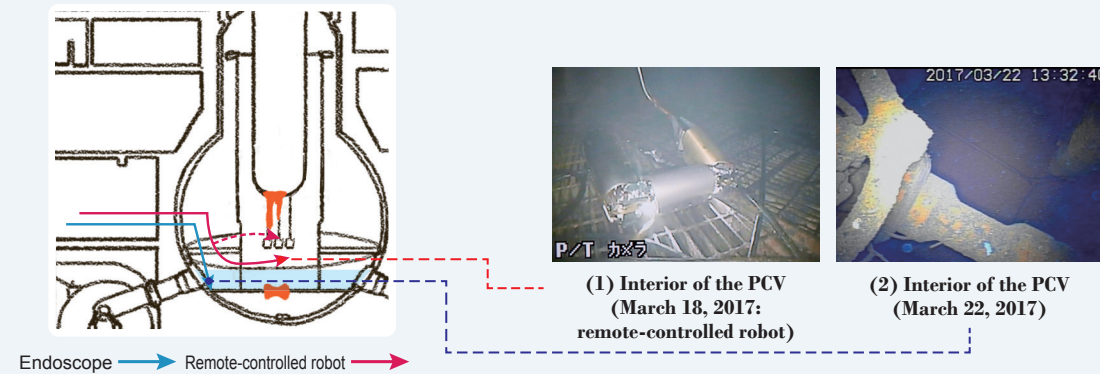 2017/03/22 13:32:40
P/T カメラ
(1) Interior of the PCV
(March 18, 2017:
remote-controlled robot)
(2) Interior of the PCV
(March 22, 2017)
Endoscope
Remote-controlled robot